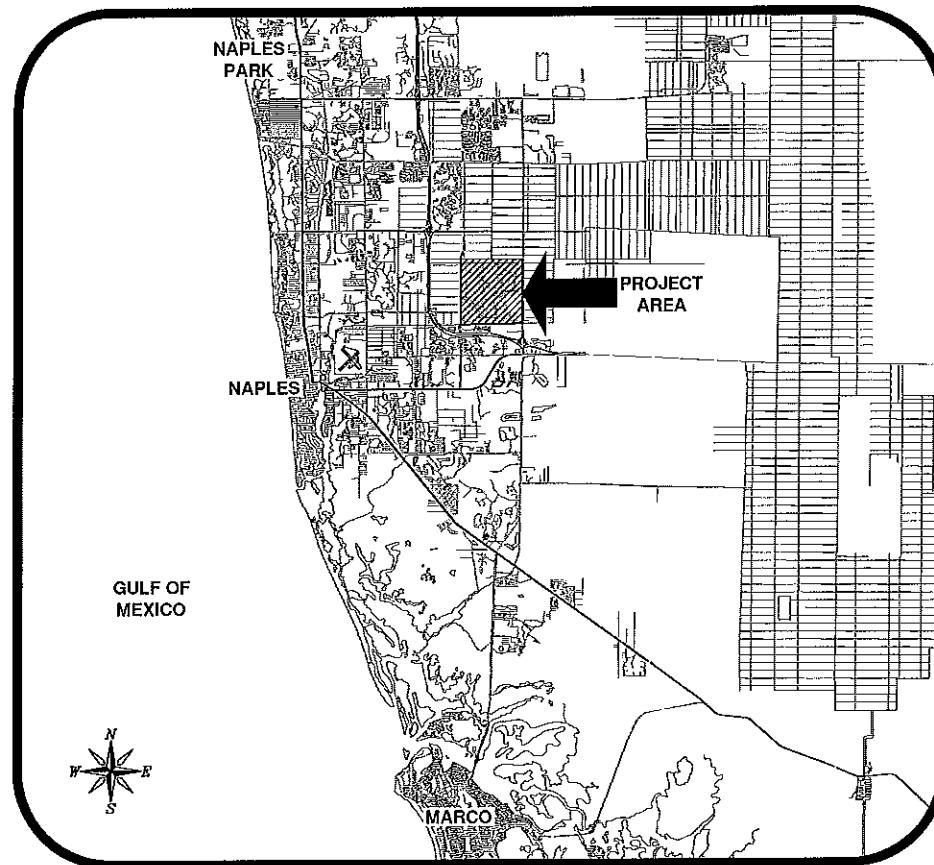 NAPLES
PARK
PROJECT
AREA
NAPLES
GULF OF
MEXICO
N
W E
S
MARCO